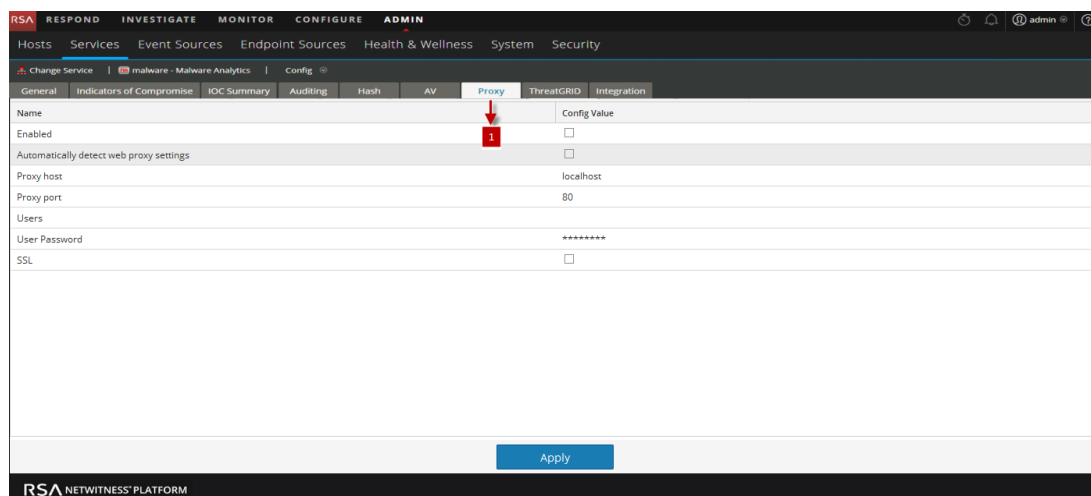 RSA RESPOND INVESTIGATE MONITOR CONFIGURE ADMIN admin
Hosts Services Event Sources Endpoint Sources Health & Wellness System Security
Change Service | malware - Malware Analytics | Config
General Indicators of Compromise IOC Summary Auditing Hash AV Proxy ThreatGRID Integration
Name Config Value
1
Enabled
Automatically detect web proxy settings
Proxy host localhost
Proxy port 80
Users
User Password ********
SSL
Apply
RSA NETWITNESS® PLATFORM